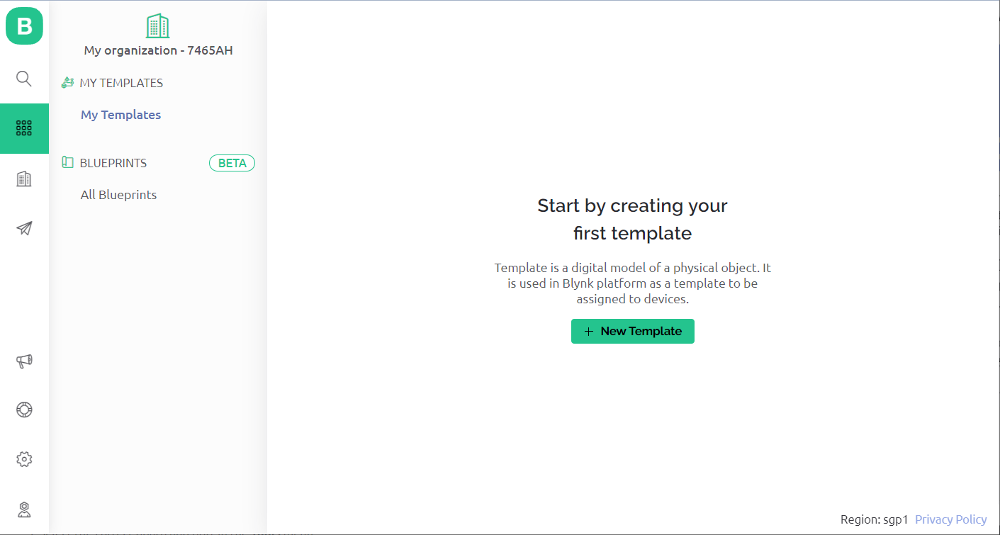 B
My organization - 7465AH
MY TEMPLATES
My Templates
BLUEPRINTS
BETA
All Blueprints
Start by creating your
first template
Template is a digital model of a physical object. It
is used in Blynk platform as a template to be
assigned to devices.
+ New Template
Region: sgp1 Privacy Policy